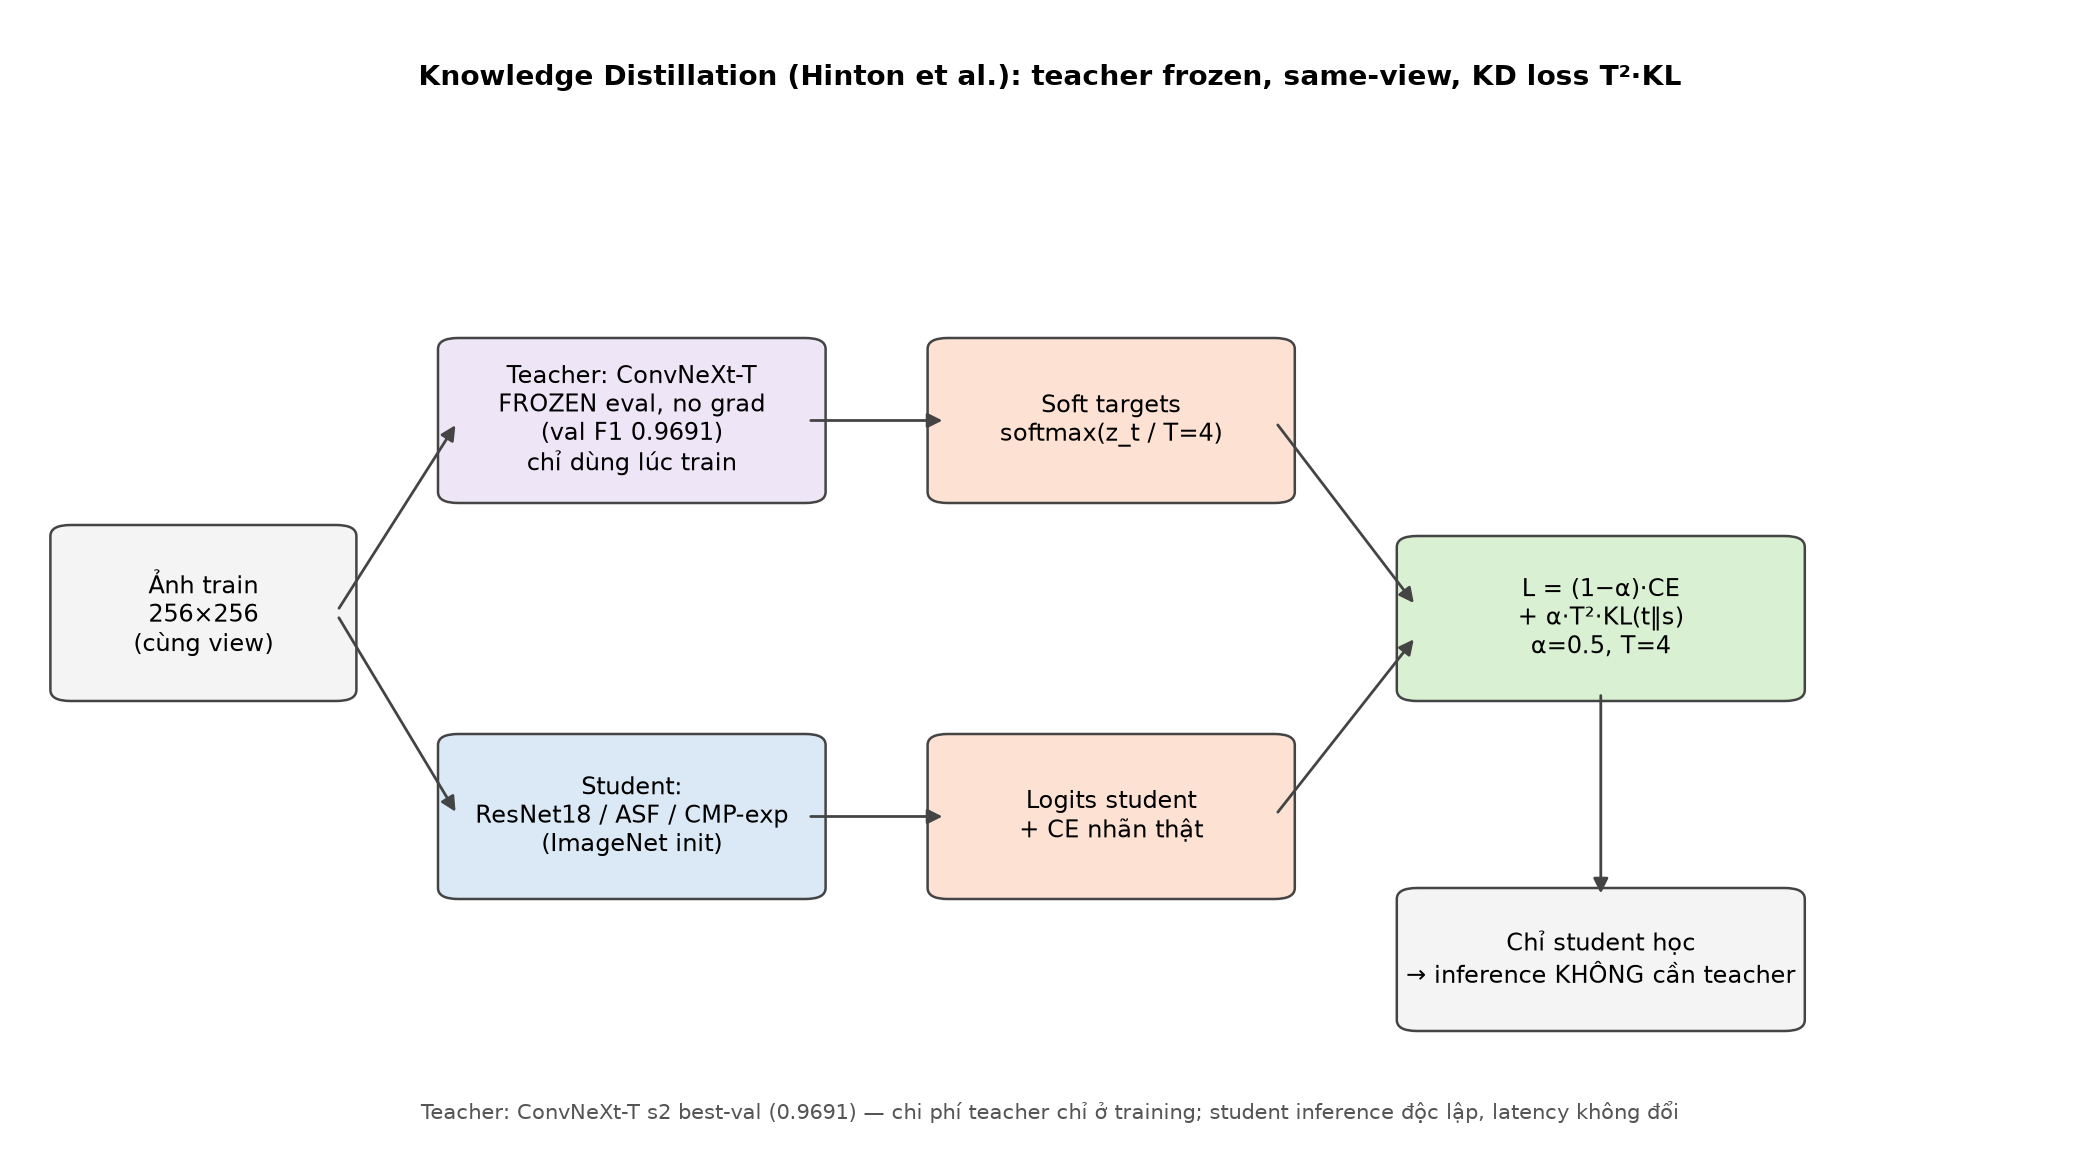 Knowledge Distillation (Hinton et al.): teacher frozen, same-view, KD loss T²·KL
Teacher: ConvNeXt-T
FROZEN eval, no grad
(val F1 0.9691)
chỉ dùng lúc train
Soft targets
softmax(z_t / T=4)
Ảnh train
256×256
(cùng view)
L = (1−α)·CE
+ α·T²·KL(t‖s)
α=0.5, T=4
Student:
ResNet18 / ASF / CMP-exp
(ImageNet init)
Logits student
+ CE nhãn thật
Chỉ student học
→ inference KHÔNG cần teacher
Teacher: ConvNeXt-T s2 best-val (0.9691) — chi phí teacher chỉ ở training; student inference độc lập, latency không đổi